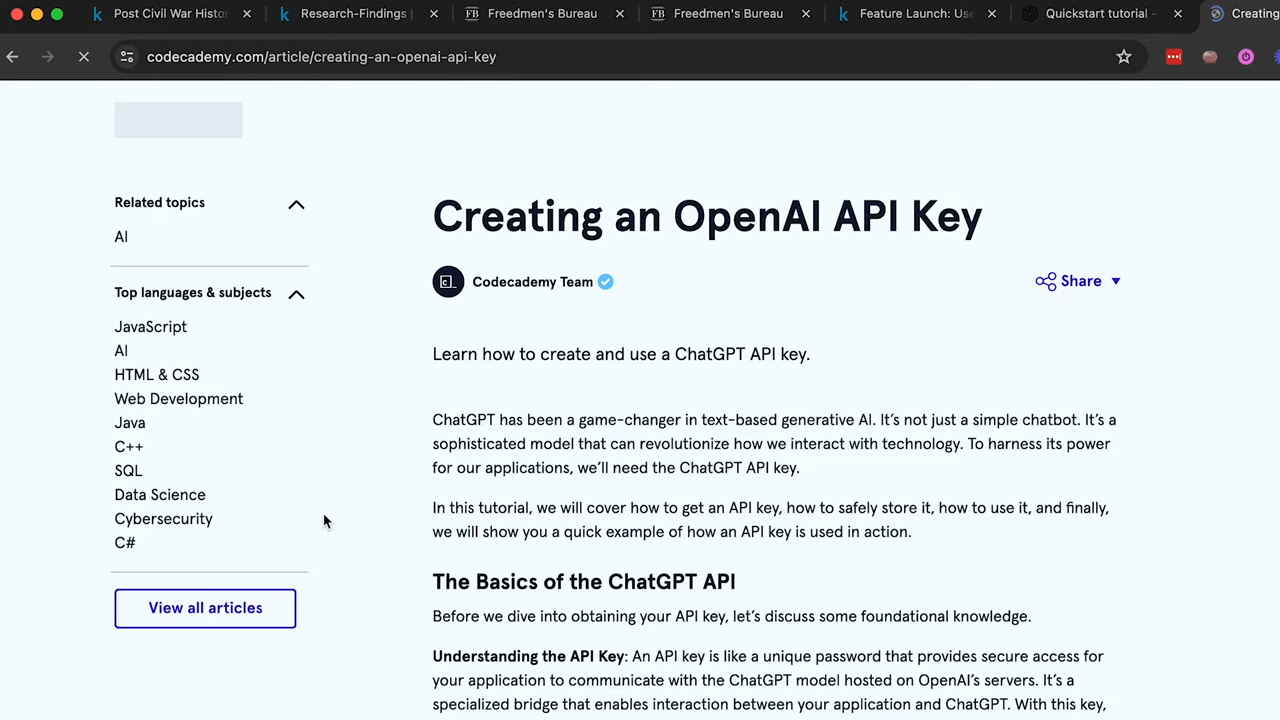 Post Civil War Histor
Research-Findings
Freedmen's Bureau
Freedmen's Bureau
Feature Launch: Use
Quickstart tutorial -
Creating
codecademy.com/article/creating-an-openai-api-key
Related topics
AI
Top languages & subjects
JavaScript
AI
HTML & CSS
Web Development
Java
C++
SQL
Data Science
Cybersecurity
C#
View all articles
Creating an OpenAI API Key
Codecademy Team
Share
Learn how to create and use a ChatGPT API key.
ChatGPT has been a game-changer in text-based generative AI. It's not just a simple chatbot. It's a
sophisticated model that can revolutionize how we interact with technology. To harness its power
for our applications, we'll need the ChatGPT API key.
In this tutorial, we will cover how to get an API key, how to safely store it, how to use it, and finally,
we will show you a quick example of how an API key is used in action.
The Basics of the ChatGPT API
Before we dive into obtaining your API key, let's discuss some foundational knowledge.
Understanding the API Key: An API key is like a unique password that provides secure access for
your application to communicate with the ChatGPT model hosted on OpenAI's servers. It's a
specialized bridge that enables interaction between your application and ChatGPT. With this key,